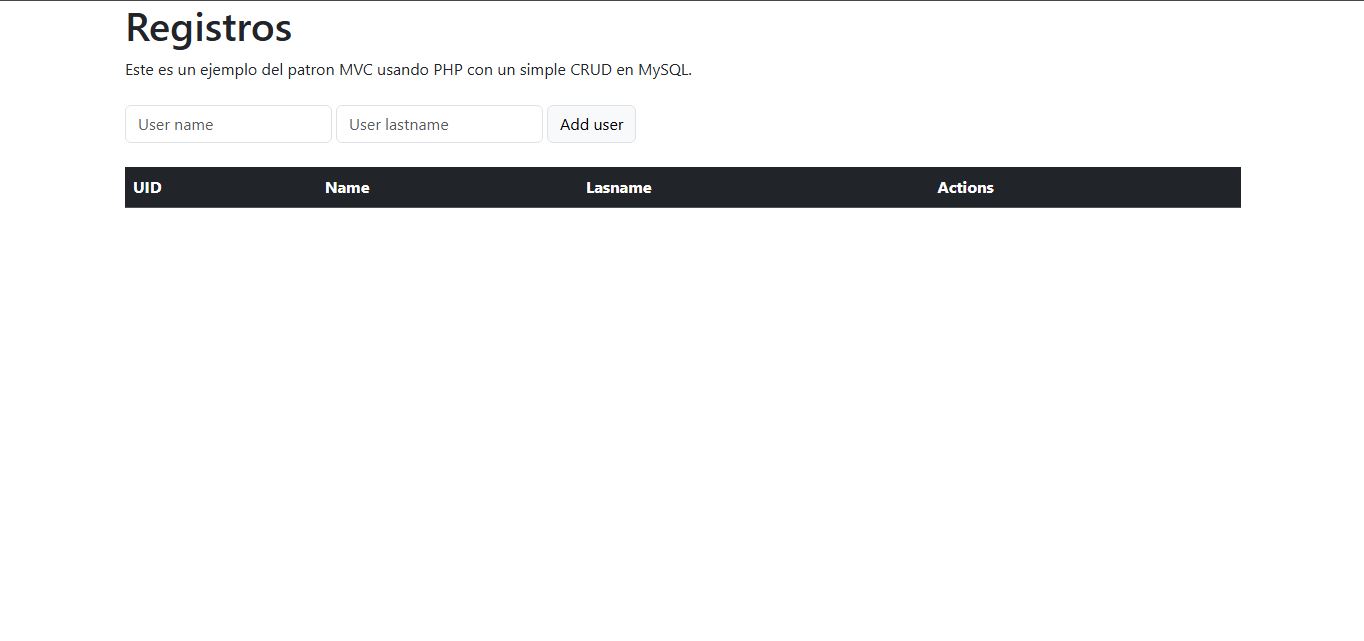 Registros
Este es un ejemplo del patron MVC usando PHP con un simple CRUD en MySQL.
User name User lastname Add user
UID Name Lasname Actions